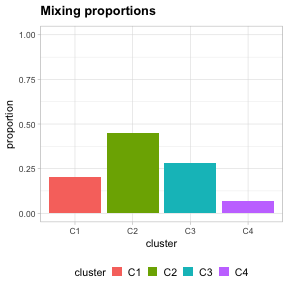 Mixing proportions
1.00
0.75
0.50
0.25
0.00
proportion
C1 C2 C3 C4
cluster
cluster C1 C2 C3 C4